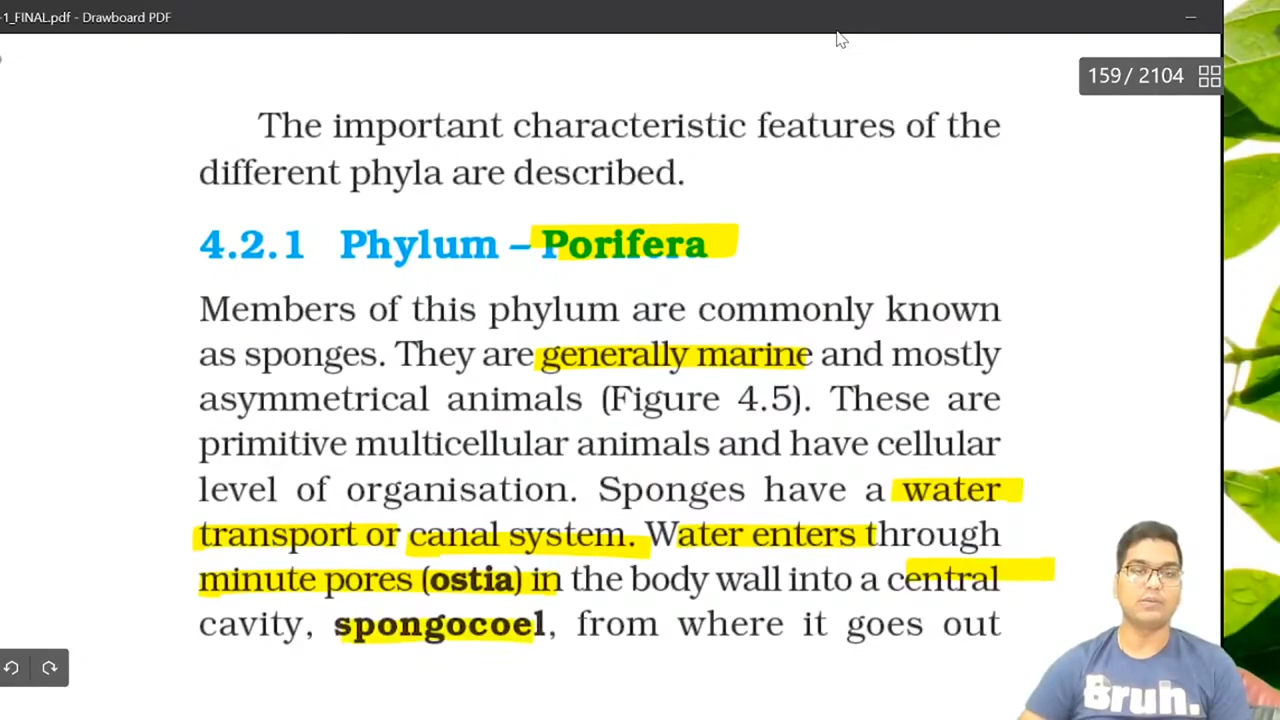 -1_FINAL.pdf - Drawboard PDF
159 / 2104
The important characteristic features of the
different phyla are described.
4.2.1 Phylum – Porifera
Members of this phylum are commonly known
as sponges. They are generally marine and mostly
asymmetrical animals (Figure 4.5). These are
primitive multicellular animals and have cellular
level of organisation. Sponges have a water
transport or canal system. Water enters through
minute pores (ostia) in the body wall into a central
cavity, spongocoel, from where it goes out
Bruh.